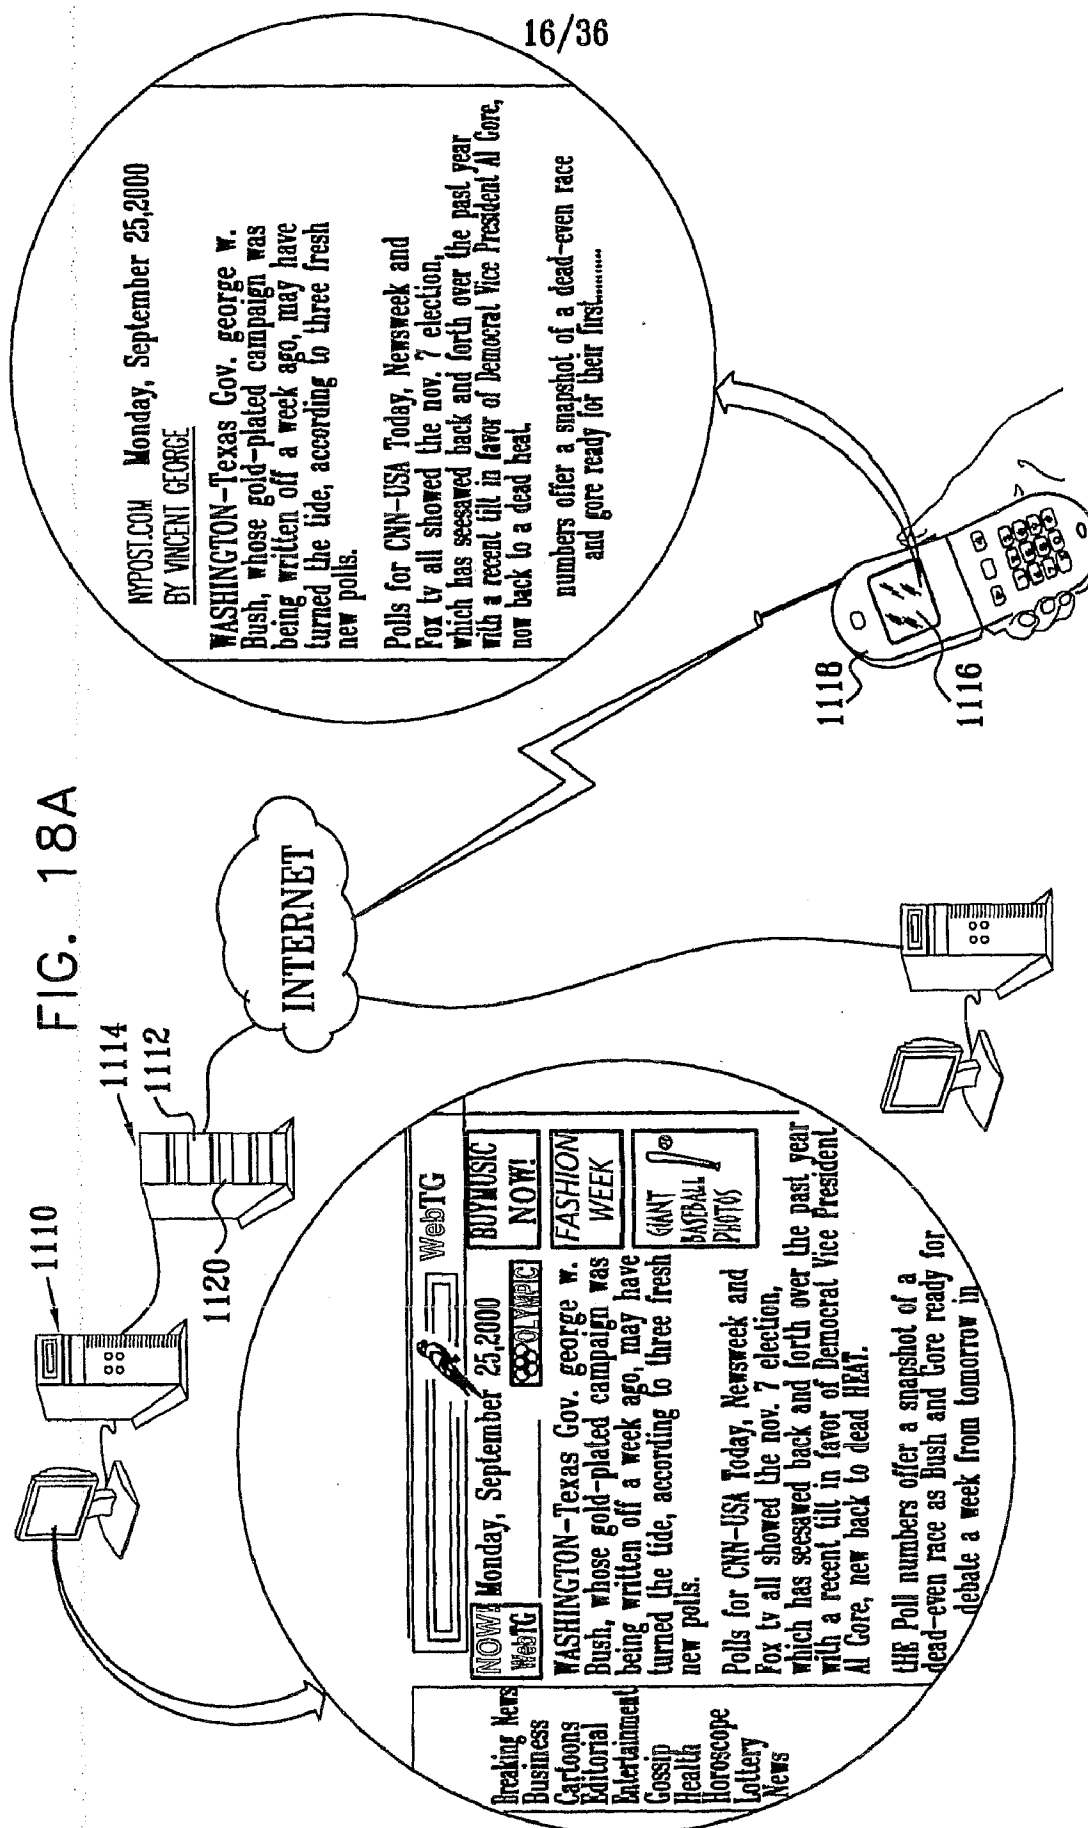 16/36
FIG. 18A
1110
1114
1112
1120
INTERNET
1118
1116
NYPOST.COM Monday, September 25,2000
BY VINCENT GEORGE
WASHINGTON-Texas Gov. george w.
Bush, whose gold-plated campaign was
being written off a week ago, may have
turned the tide, according to three fresh
new polls.
Polls for CNN-USA Today, Newsweek and
Fox tv all showed the nov. 7 election,
which has seesawed back and forth over the past year
with a recent tilt in favor of Democrat Vice President Al Gore,
now back to a dead heat.
numbers offer a snapshot of a dead-even race
and gore ready for their first..........
WebTG
NOW!
WebTG
Monday, September 25,2000
OLYMPIC
BUYMUSIC
NOW!
FASHION
WEEK
GIANT
BASEBALL
PHOTOS
®
Breaking News
Business
Cartoons
Editorial
Entertainment
Gossip
Health
Horoscope
Lottery
News
WASHINGTON-Texas Gov. george w.
Bush, whose gold-plated campaign was
being written off a week ago, may have
turned the tide, according to three fresh
new polls.
Polls for CNN-USA Today, Newsweek and
Fox tv all showed the nov. 7 election,
which has seesawed back and forth over the past year
with a recent tilt in favor of Democrat Vice President
Al Gore, new back to dead HEAT.
tHE Poll numbers offer a snapshot of a
dead-even race as Bush and Gore ready for
debate a week from tomorrow in